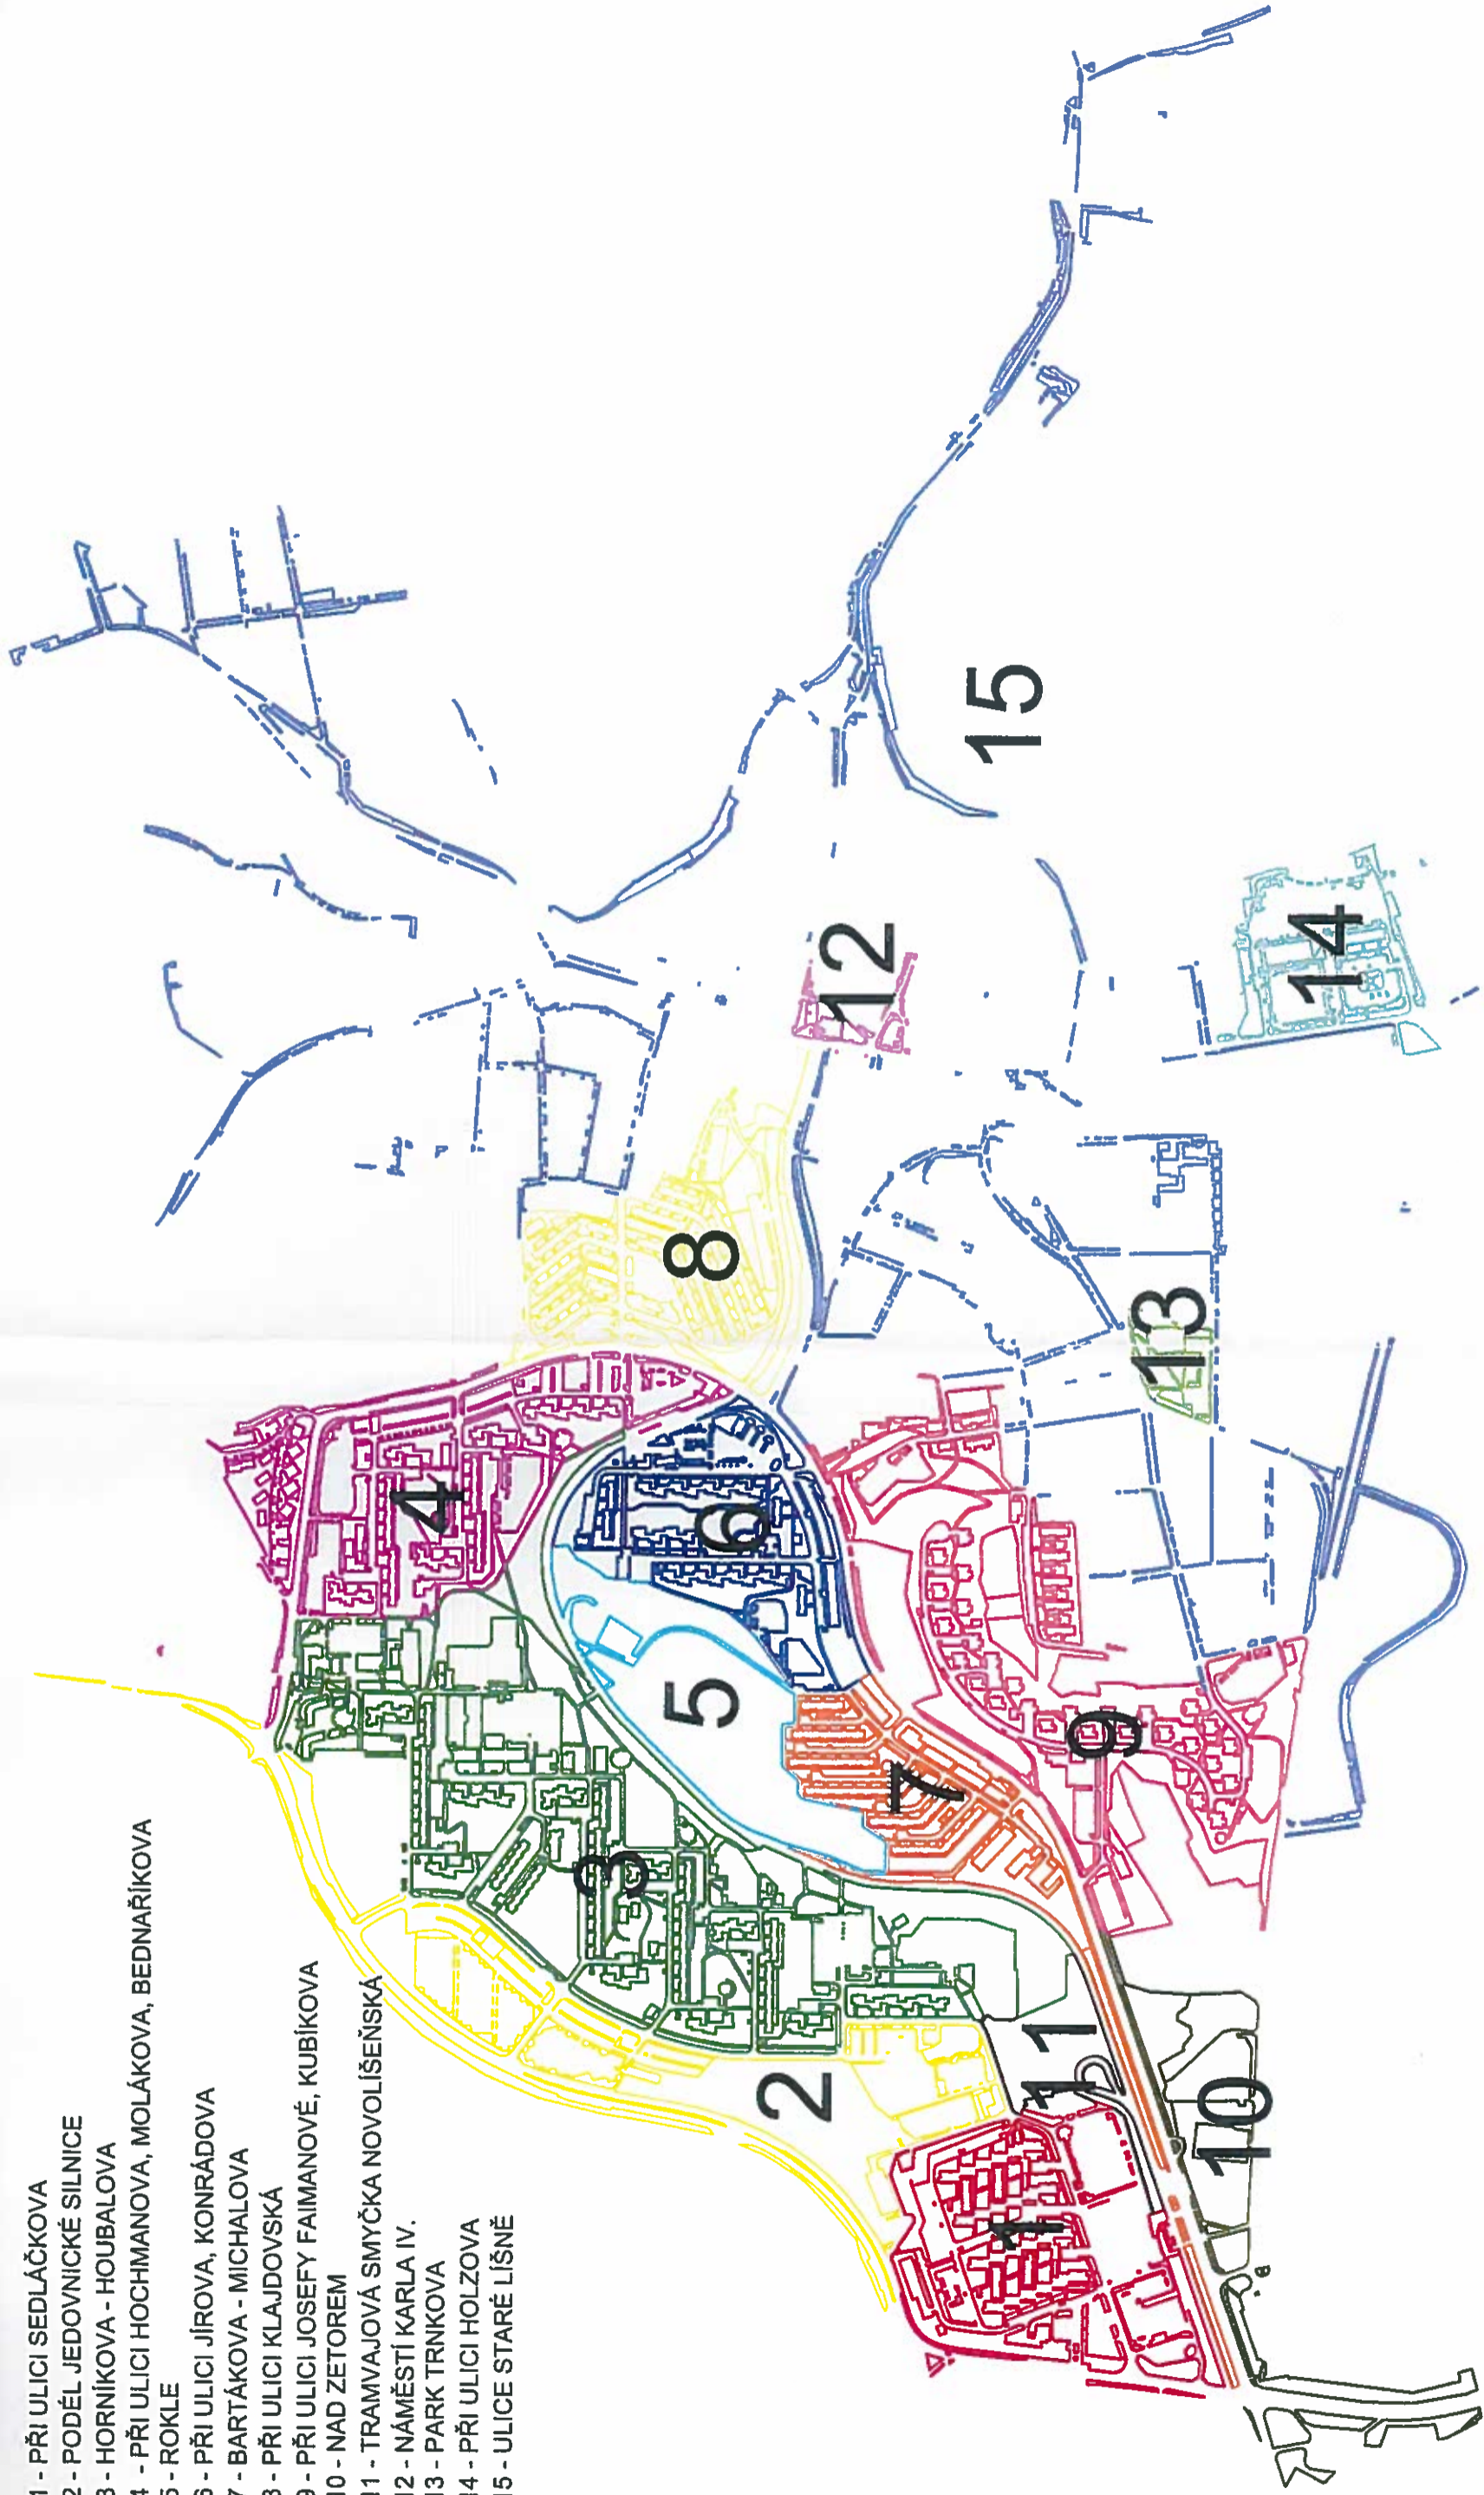 1 - PŘI ULICI SEDLÁČKOVA
2 - PODÉL JEDOVNICKÉ SILNICE
3 - HORNÍKOVA - HOUBALOVA
4 - PŘI ULICI HOCHMANOVA, MOLÁKOVA, BEDNAŘÍKOVA
5 - ROKLE
6 - PŘI ULICI JÍROVA, KONRÁDOVA
7 - BARTÁKOVA - MICHALOVA
8 - PŘI ULICI KLAJDOVSKÁ
9 - PŘI ULICI JOSEFY FAIMANOVÉ, KUBÍKOVA
10 - NAD ZETOREM
11 - TRAMVAJOVÁ SMYČKA NOVOLÍŠEŇSKÁ
12 - NÁMĚSTÍ KARLA IV.
13 - PARK TRNKOVA
14 - PŘI ULICI HOLZOVA
15 - ULICE STARÉ LÍŠNĚ
4
3
2
5
6
8
7
1
11
12
15
9
10
13
14